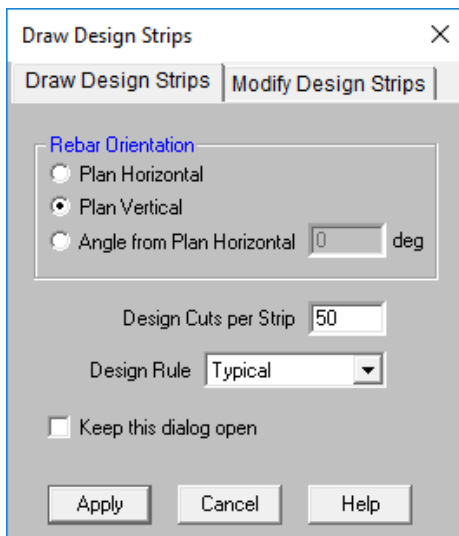 Draw Design Strips
Draw Design Strips Modify Design Strips
Rebar Orientation
Plan Horizontal
Plan Vertical
Angle from Plan Horizontal 0 deg
Design Cuts per Strip 50
Design Rule Typical
Keep this dialog open
Apply Cancel Help